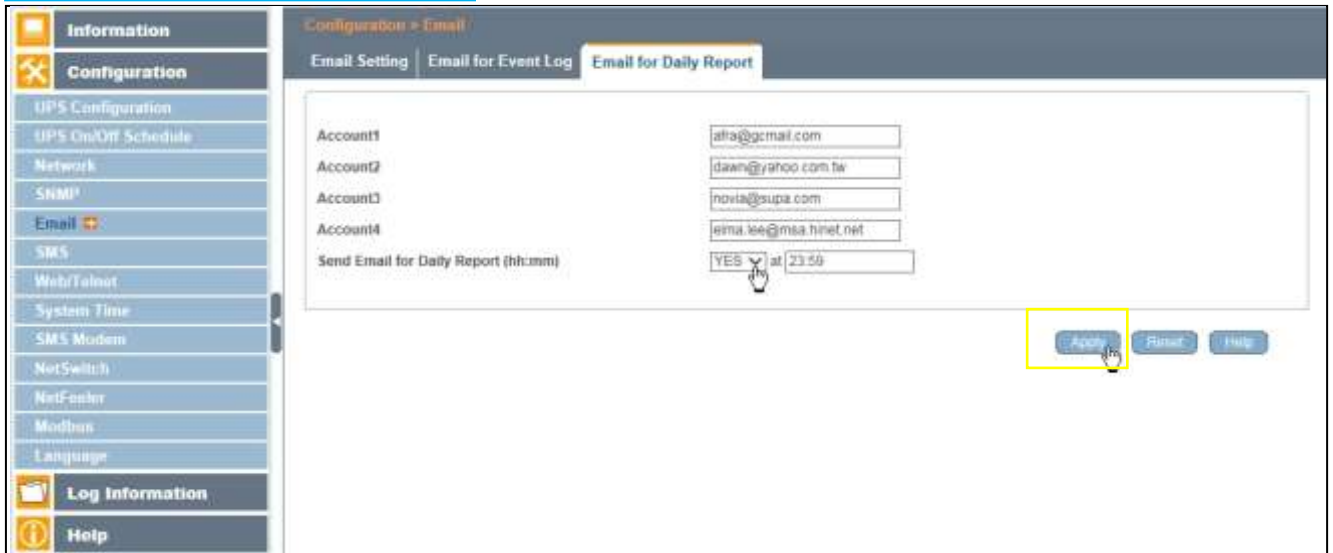 Information
Configuration
UPS Configuration
UPS On/Off Schedule
Network
SNMP
Email
SMS
Web/Telnet
System Time
SMS Modem
NetSwitch
NetFeeler
Modbus
Language
Log Information
Help
Configuration » Email
Email Setting Email for Event Log Email for Daily Report
Account1 afra@gcmail.com
Account2 dawn@yahoo.com.tw
Account3 novia@supa.com
Account4 elma.lee@msa.hinet.net
Send Email for Daily Report (hh:mm) YES at 23:59
Apply Reset Help